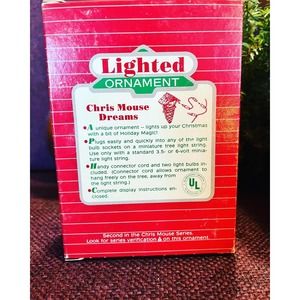 Lighted
ORNAMENT
Chris Mouse
Dreams
• A unique ornament – lights up your Christmas
with a bit of Holiday Magic!
• Plugs easily and quickly into any of the light
bulb sockets on a miniature tree light string.
Use only with a standard 3.5- or 6-volt minia-
ture light string.
• Handy connector cord and two light bulbs in-
cluded. (Connector cord allows ornament to
hang freely on the tree, away from
the light string.)
• Complete display instructions en-
closed.
UL
Second in the Chris Mouse Series.
Look for series verification & on this ornament.